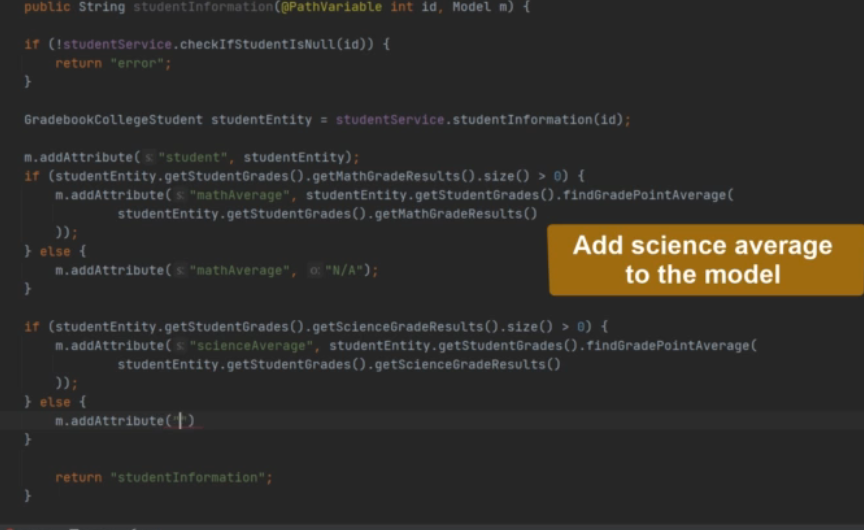 public String studentInformation(@PathVariable int id, Model m) {
if (!studentService.checkIfStudentIsNull(id)) {
return "error";
}
GradebookCollegeStudent studentEntity = studentService.studentInformation(id);
m.addAttribute( s: "student", studentEntity);
if (studentEntity.getStudentGrades().getMathGradeResults().size() > 0) {
m.addAttribute( s: "mathAverage", studentEntity.getStudentGrades().findGradePointAverage(
studentEntity.getStudentGrades().getMathGradeResults()
));
} else {
m.addAttribute( s: "mathAverage", o: "N/A");
}
Add science average
to the model
if (studentEntity.getStudentGrades().getScienceGradeResults().size() > 0) {
m.addAttribute( s: "scienceAverage", studentEntity.getStudentGrades().findGradePointAverage(
studentEntity.getStudentGrades().getScienceGradeResults()
));
} else {
m.addAttribute("")
}
return "studentInformation";
}